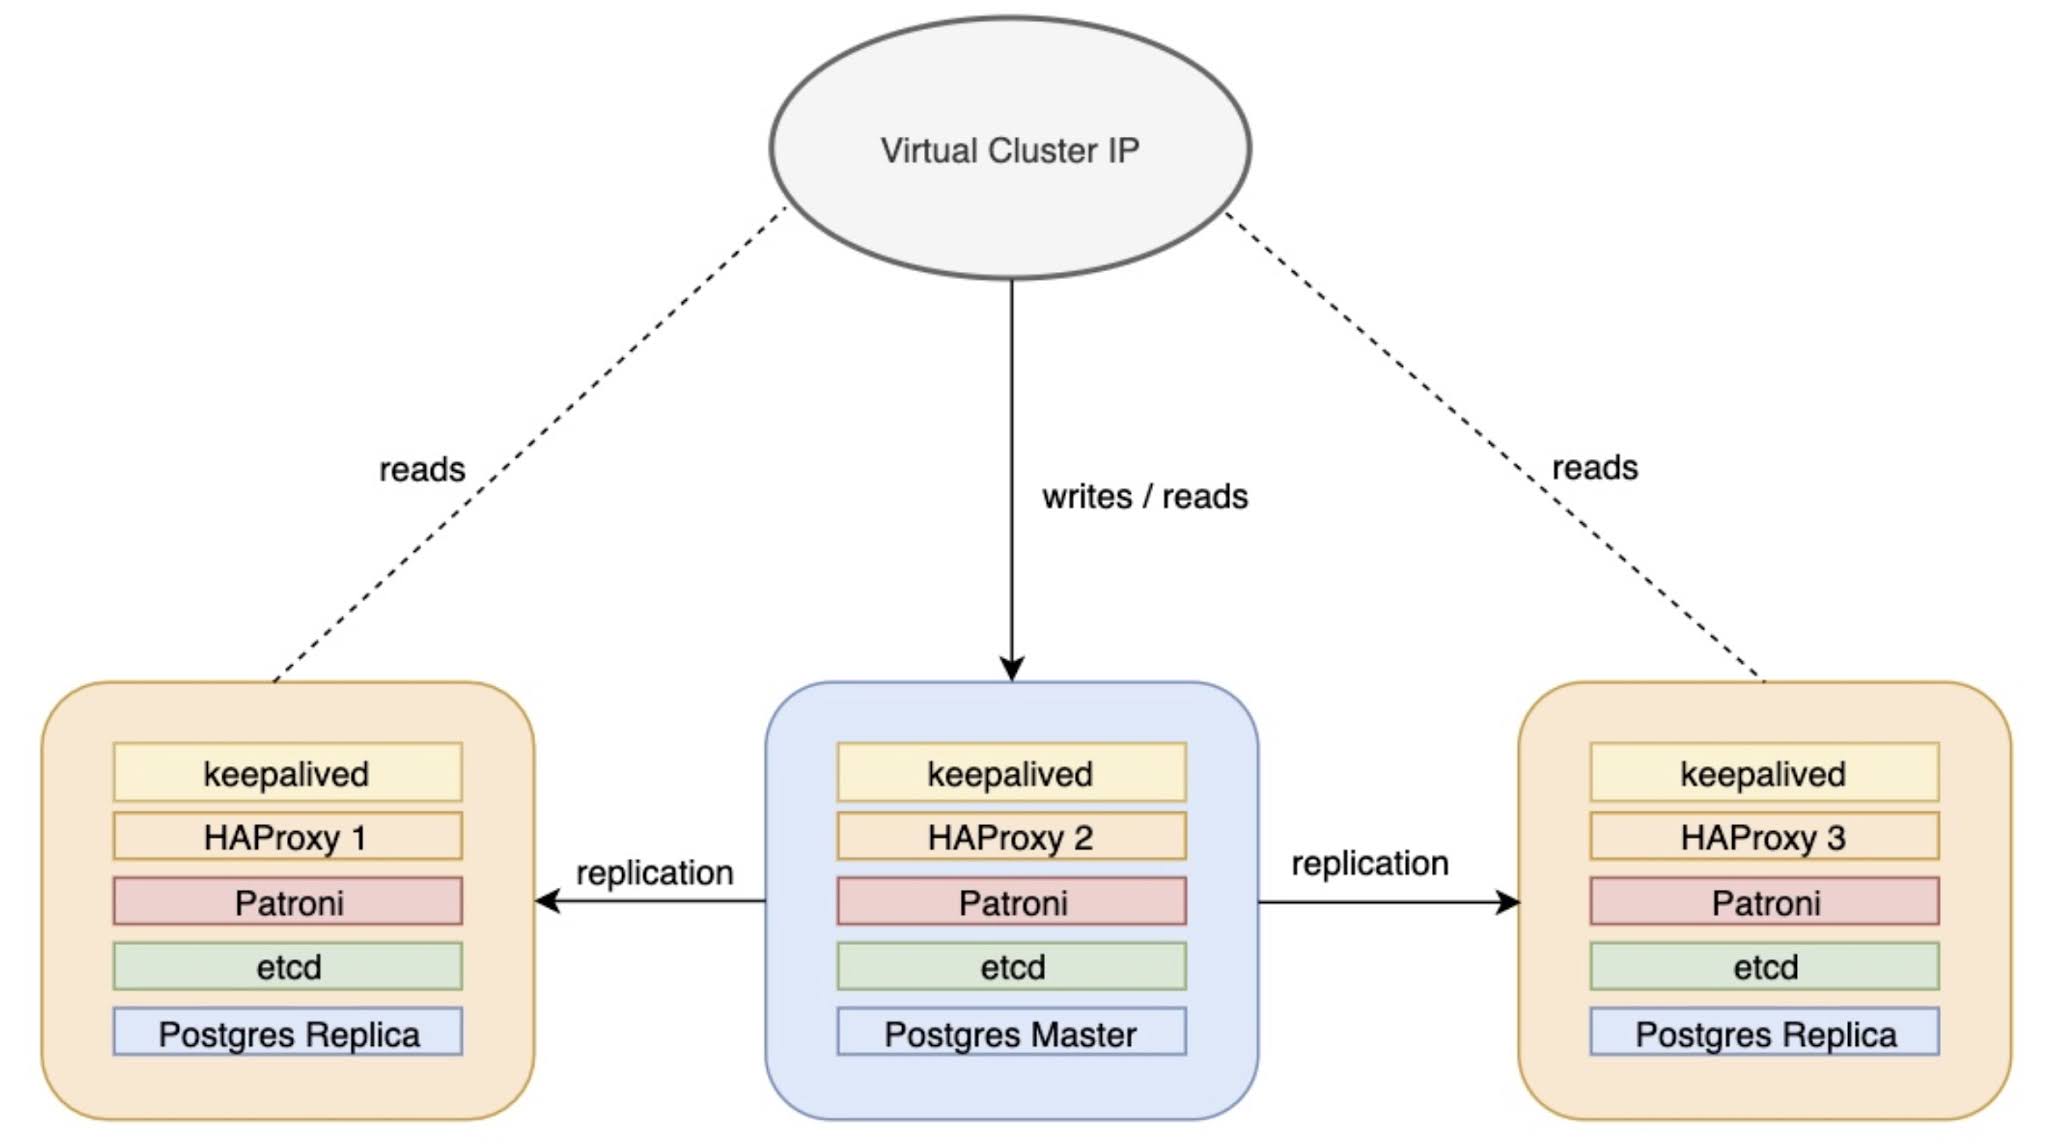 Virtual Cluster IP
reads
writes / reads
reads
keepalived
HAProxy 1
Patroni
etcd
Postgres Replica
replication
keepalived
HAProxy 2
Patroni
etcd
Postgres Master
replication
keepalived
HAProxy 3
Patroni
etcd
Postgres Replica